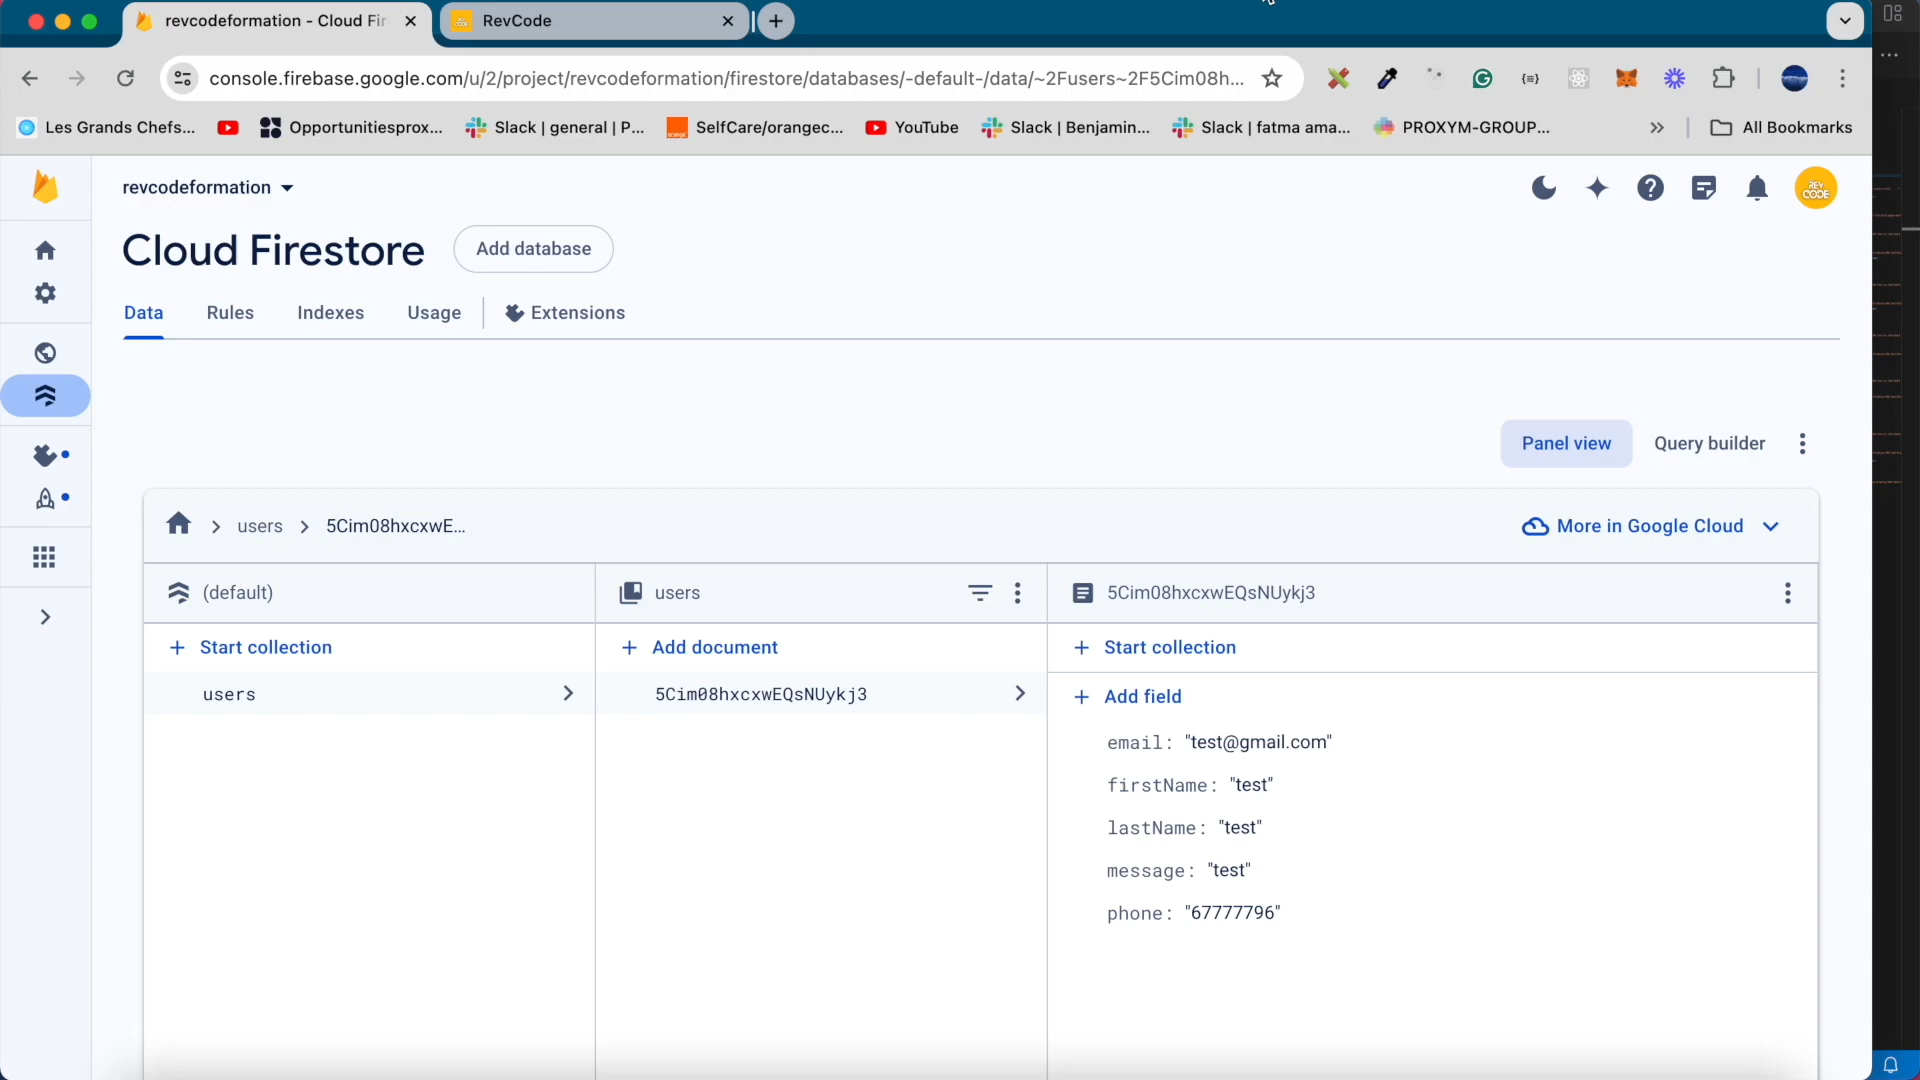 revcodeformation - Cloud Fir
RevCode
console.firebase.google.com/u/2/project/revcodeformation/firestore/databases/-default-/data/~2Fusers~2F5Cim08h...
Les Grands Chefs...
Opportunitiesprox...
Slack | general | P...
SelfCare/orangec...
YouTube
Slack | Benjamin...
Slack | fatma ama...
PROXYM-GROUP...
All Bookmarks
revcodeformation
REV CODE
Cloud Firestore
Add database
Data
Rules
Indexes
Usage
Extensions
Panel view
Query builder
users
5Cim08hxcxwE...
More in Google Cloud
(default)
users
5Cim08hxcxwEQsNUykj3
+ Start collection
+ Add document
+ Start collection
users
5Cim08hxcxwEQsNUykj3
+ Add field
email: "test@gmail.com"
firstName: "test"
lastName: "test"
message: "test"
phone: "67777796"